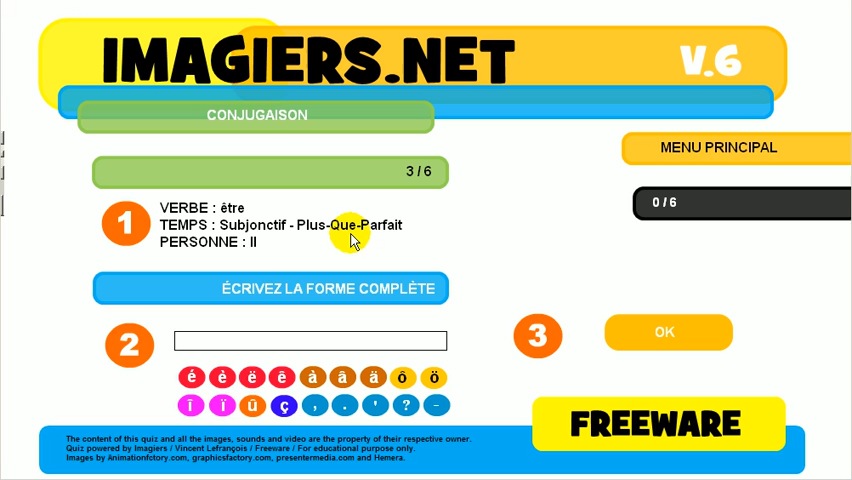 IMAGIERS.NET
V.6
CONJUGAISON
MENU PRINCIPAL
3 / 6
0 / 6
1
VERBE : être
TEMPS : Subjonctif - Plus-Que-Parfait
PERSONNE : Il
ÉCRIVEZ LA FORME COMPLÈTE
2
3
OK
é è ë ê à â ä ô ö
î ï û ç , . ' ? -
FREEWARE
The content of this quiz and all the images, sounds and video are the property of their respective owner.
Quiz powered by Imagiers / Vincent Lefrançois / Freeware / For educational purpose only.
Images by Animationfctory.com, graphicsfactory.com, presentermedia.com and Hemera.